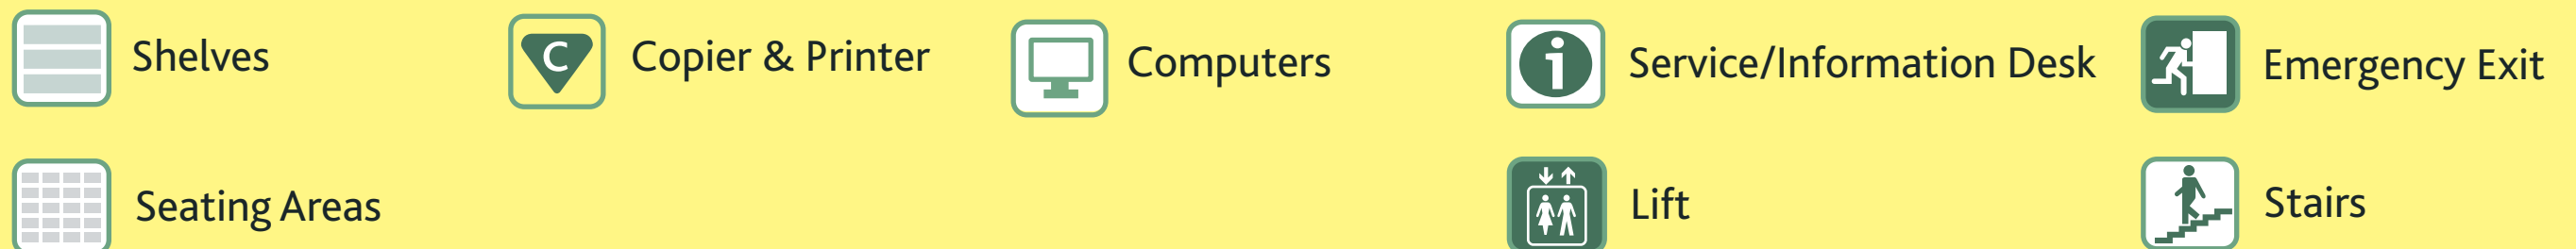 Shelves
C
Copier & Printer
Computers
i
Service/Information Desk
Emergency Exit
Seating Areas
Lift
Stairs